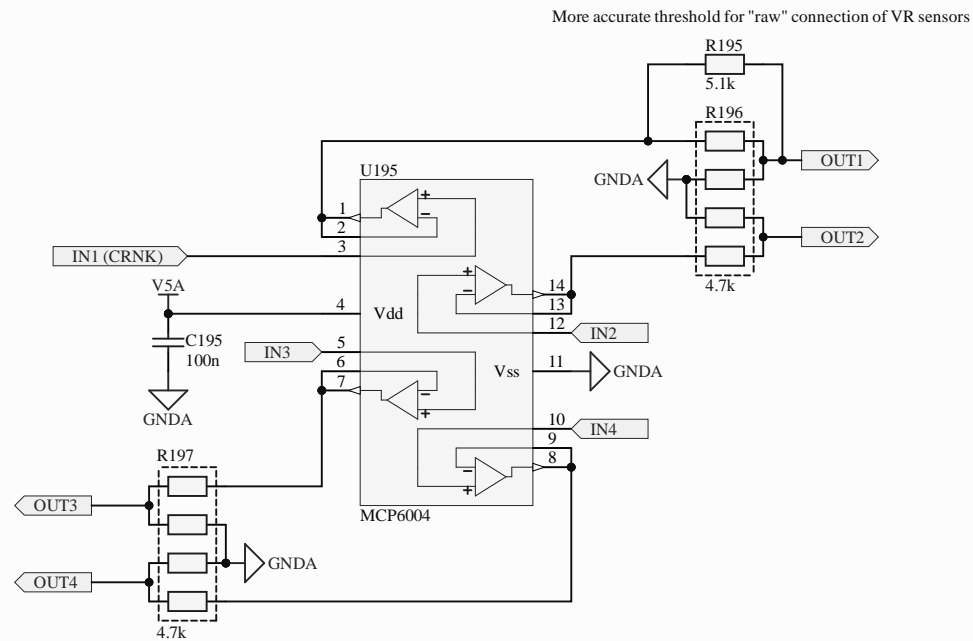 More accurate threshold for "raw" connection of VR sensors
R195
5.1k
R196
OUT1
GNDA
U195
1
2
3
IN1 (CRNK)
OUT2
4.7k
14
13
12
IN2
V5A
4
Vdd
C195
100n
IN3
5
6
7
11
Vss
GNDA
GNDA
10
IN4
9
8
R197
MCP6004
OUT3
GNDA
OUT4
4.7k
+
−
+
−
−
+
−
+